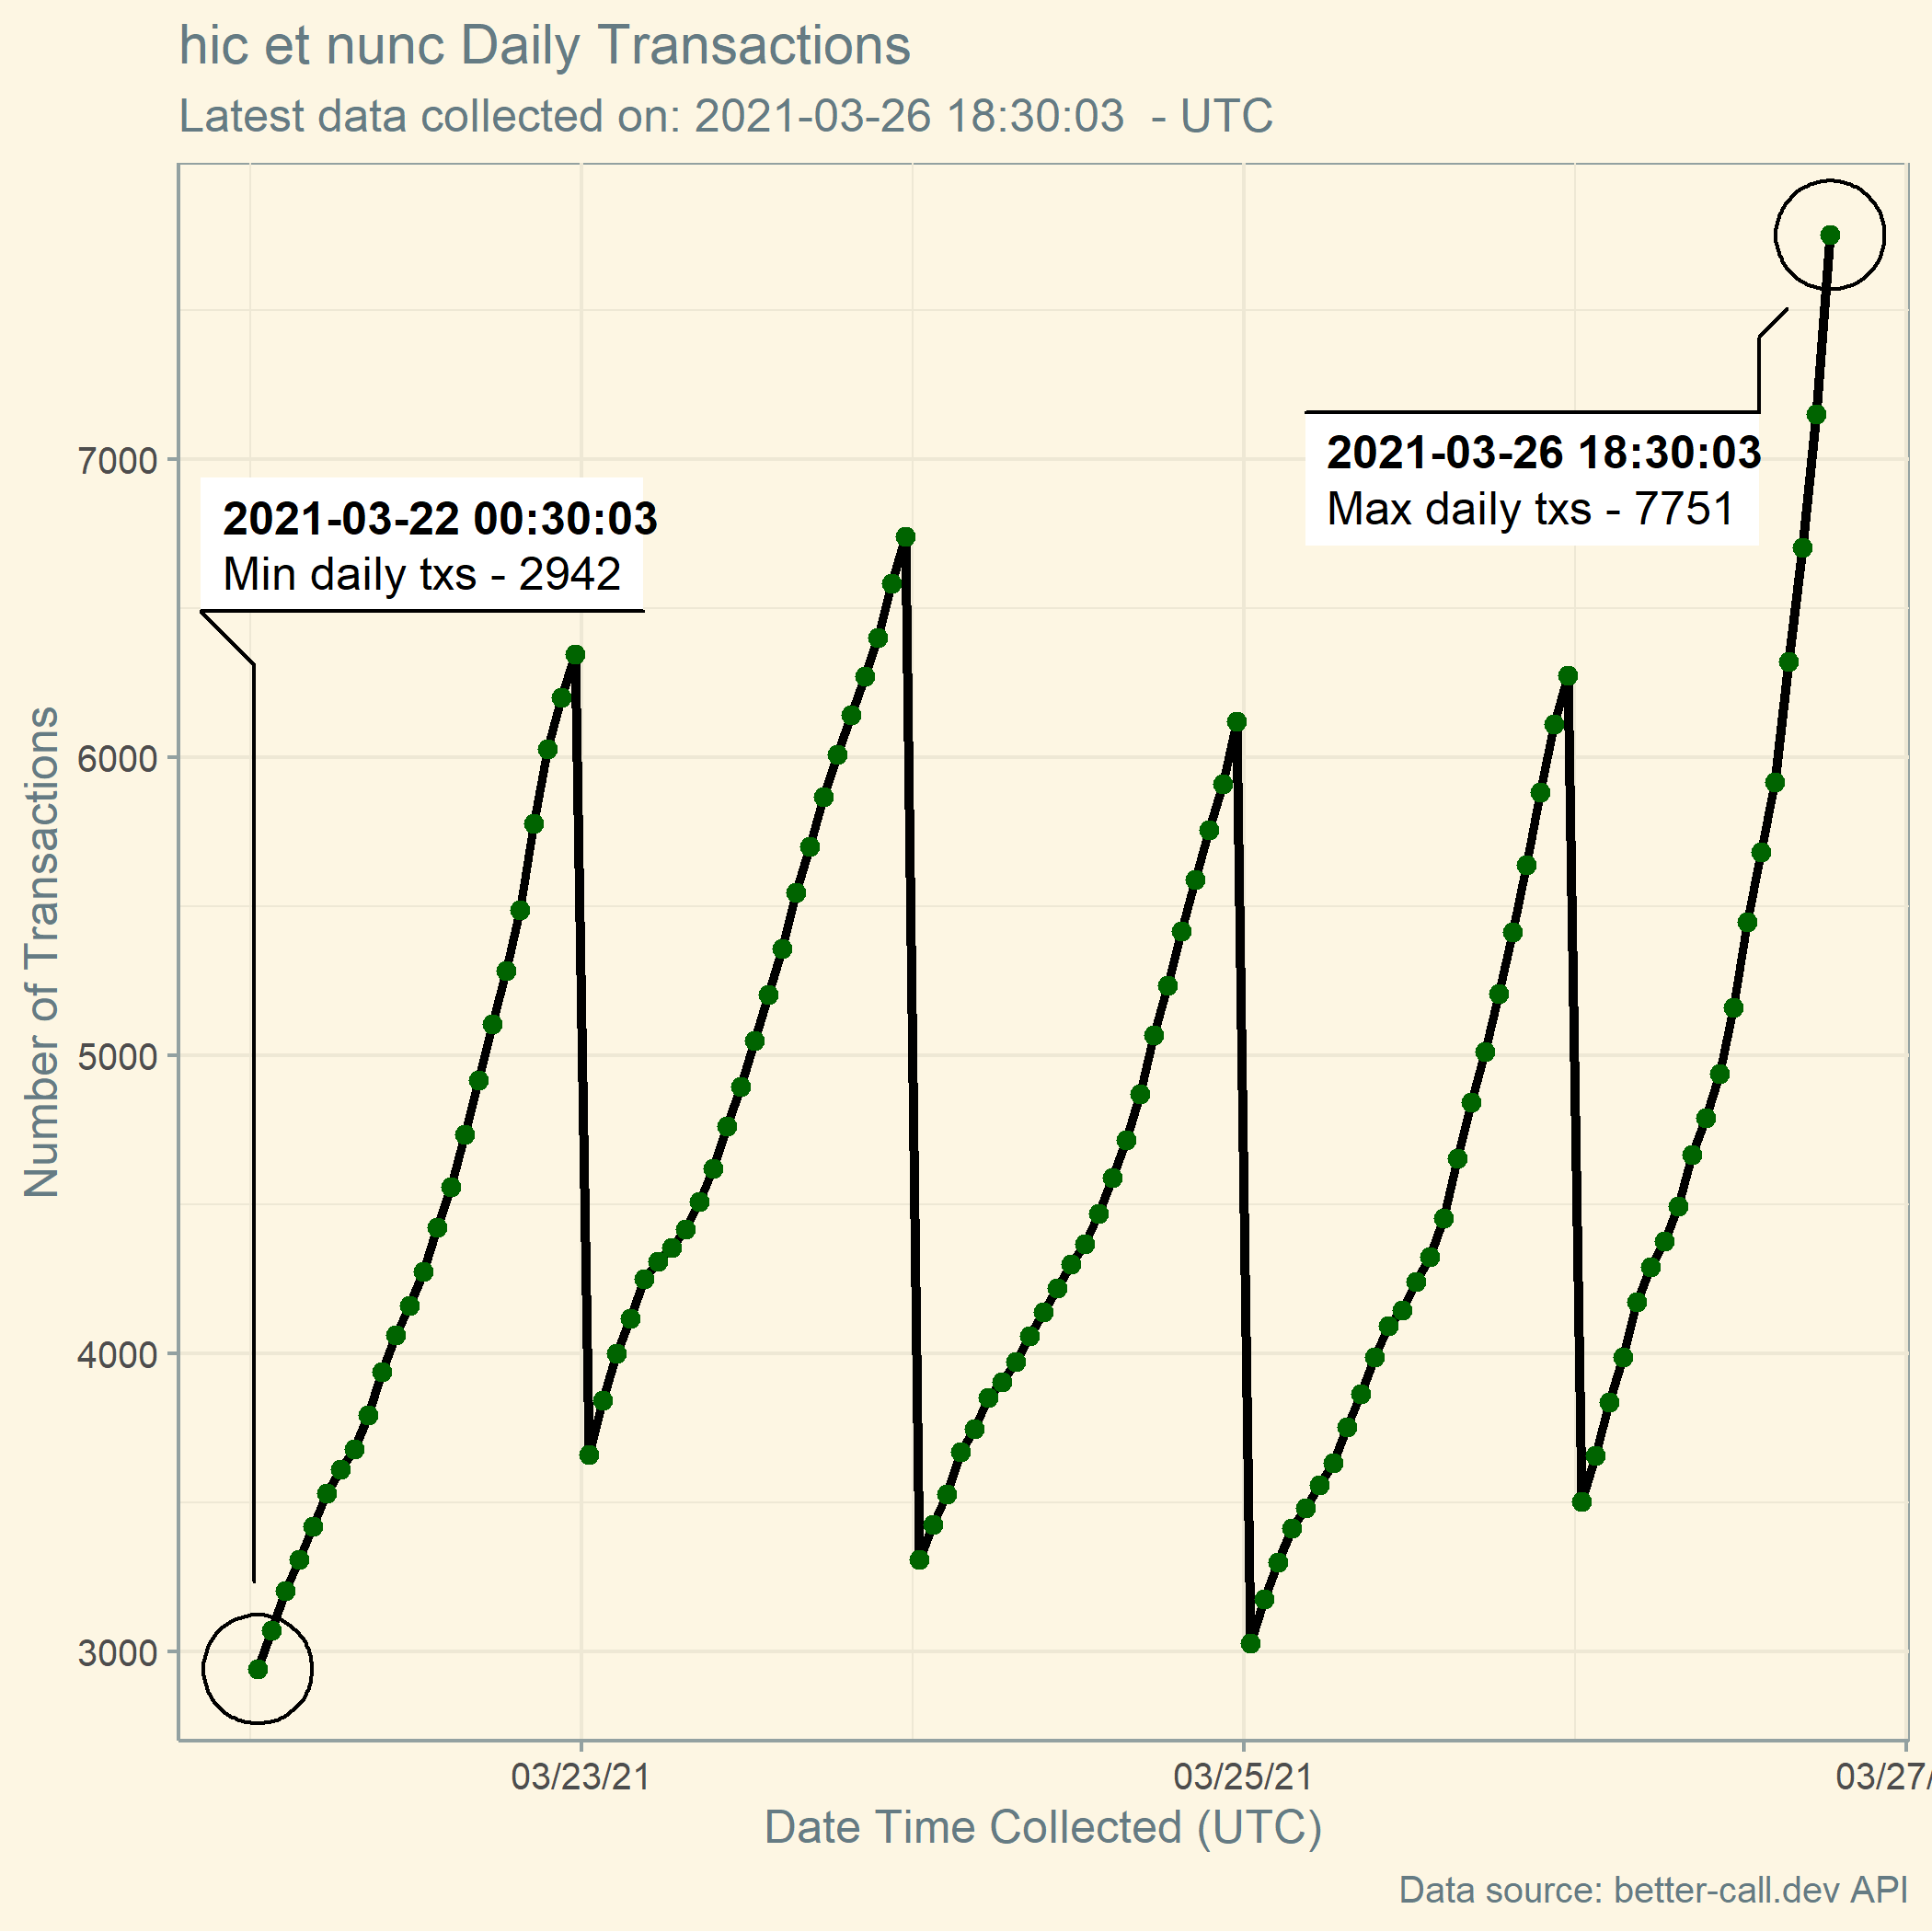 hic et nunc Daily Transactions
Latest data collected on: 2021-03-26 18:30:03 - UTC
2021-03-26 18:30:03
Max daily txs - 7751
2021-03-22 00:30:03
Min daily txs - 2942
Number of Transactions
7000
6000
5000
4000
3000
03/23/21
03/25/21
03/27/
Date Time Collected (UTC)
Data source: better-call.dev API